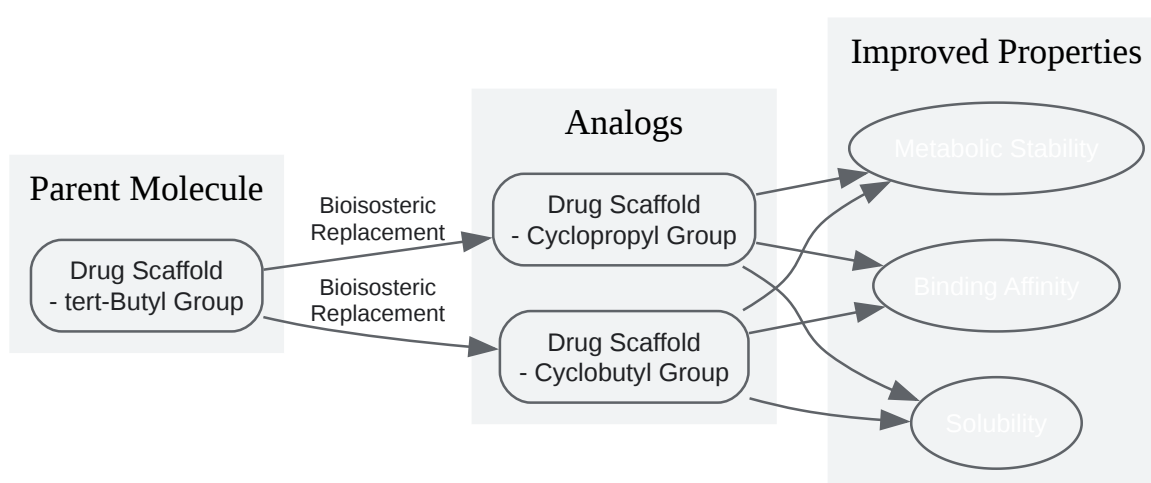 Parent Molecule
Drug Scaffold
- tert-Butyl Group
Bioisosteric
Replacement
Bioisosteric
Replacement
Analogs
Drug Scaffold
- Cyclopropyl Group
Drug Scaffold
- Cyclobutyl Group
Improved Properties
Metabolic Stability
Binding Affinity
Solubility